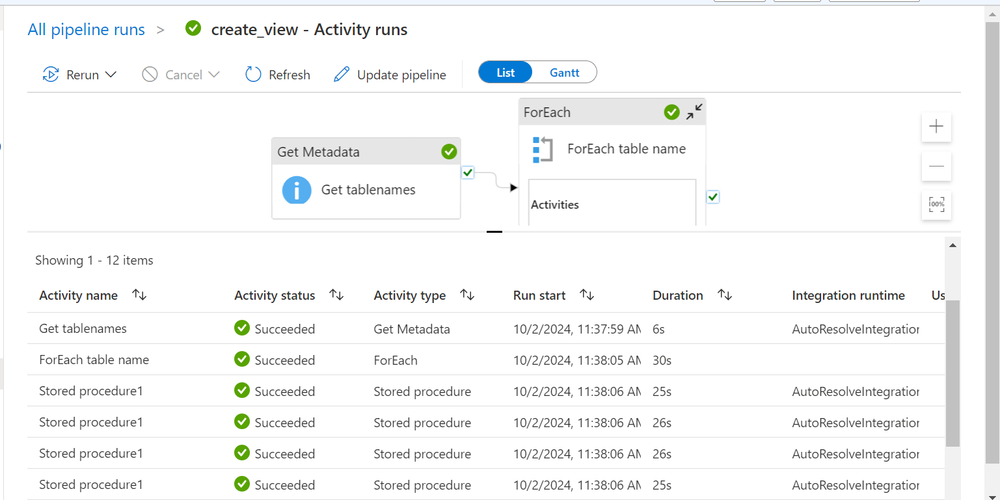 All pipeline runs > create_view - Activity runs
Rerun Cancel Refresh Update pipeline List Gantt
ForEach
Get Metadata
ForEach table name
Get tablenames
Activities
100%
Showing 1 - 12 items
Activity name Activity status Activity type Run start Duration Integration runtime Us
Get tablenames Succeeded Get Metadata 10/2/2024, 11:37:59 AM 6s AutoResolveIntegration
ForEach table name Succeeded ForEach 10/2/2024, 11:38:05 AM 30s
Stored procedure1 Succeeded Stored procedure 10/2/2024, 11:38:06 AM 25s AutoResolveIntegration
Stored procedure1 Succeeded Stored procedure 10/2/2024, 11:38:06 AM 26s AutoResolveIntegration
Stored procedure1 Succeeded Stored procedure 10/2/2024, 11:38:06 AM 26s AutoResolveIntegration
Stored procedure1 Succeeded Stored procedure 10/2/2024, 11:38:06 AM 25s AutoResolveIntegration